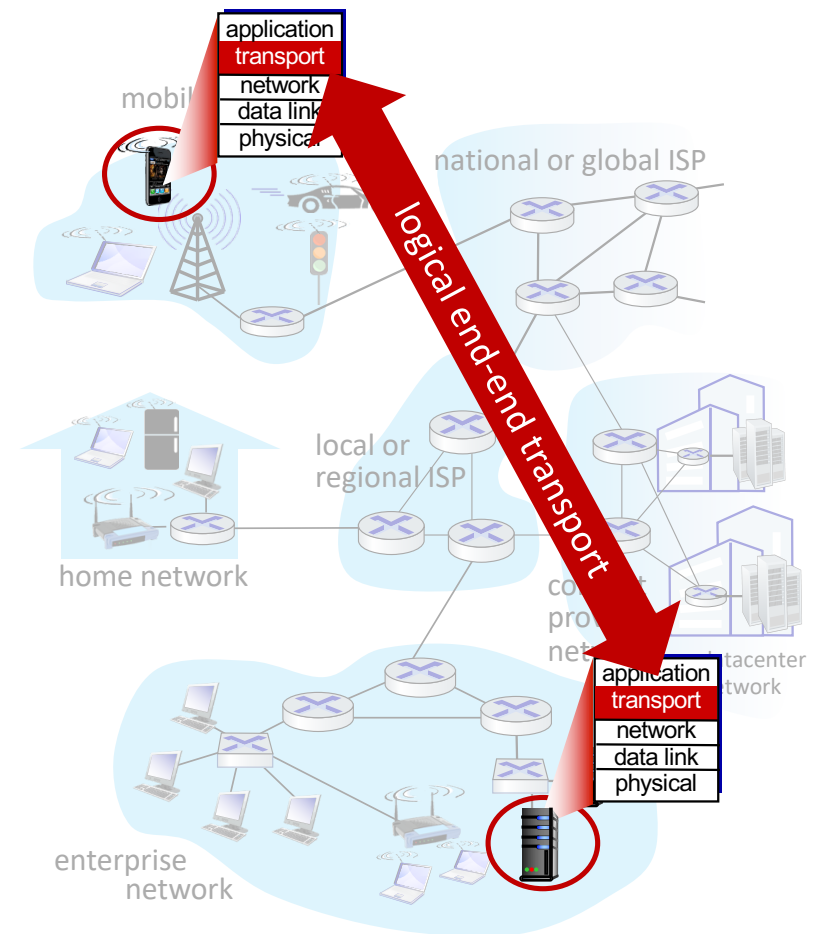 application
transport
network
data link
physical
national or global ISP
logical end-end transport
local or
regional ISP
home network
application
transport
network
data link
physical
network
enterprise
network